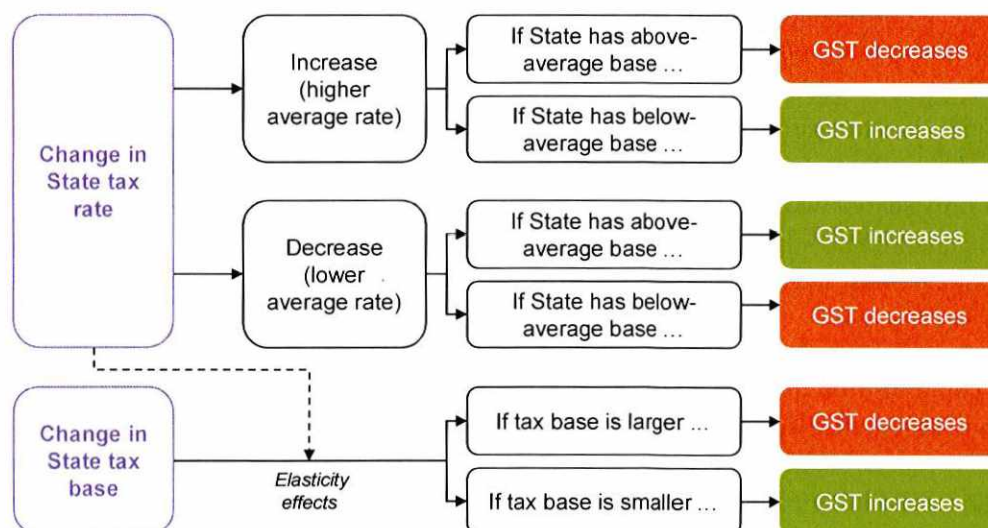 Change in
State tax
rate
Increase
(higher
average rate)
If State has above-
average base ...
GST decreases
If State has below-
average base ...
GST increases
Decrease
(lower
average rate)
If State has above-
average base ...
GST increases
If State has below-
average base ...
GST decreases
Change in
State tax
base
Elasticity
effects
If tax base is larger ...
GST decreases
If tax base is smaller ...
GST increases